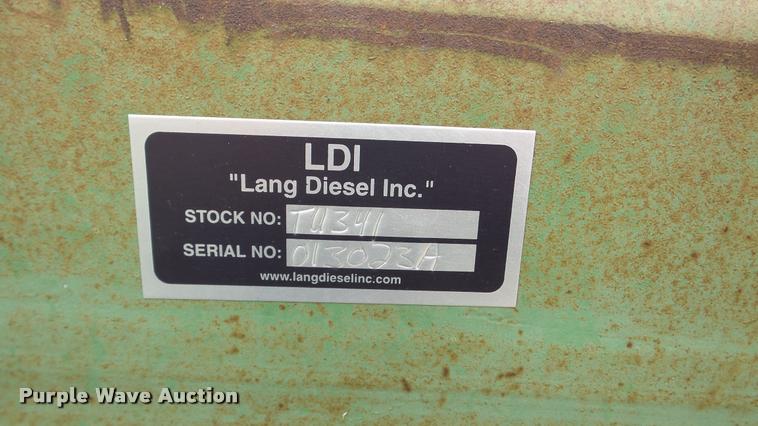 LDI
"Lang Diesel Inc."
STOCK NO: TU341
SERIAL NO: 013023A
www.langdieselinc.com
Purple Wave Auction